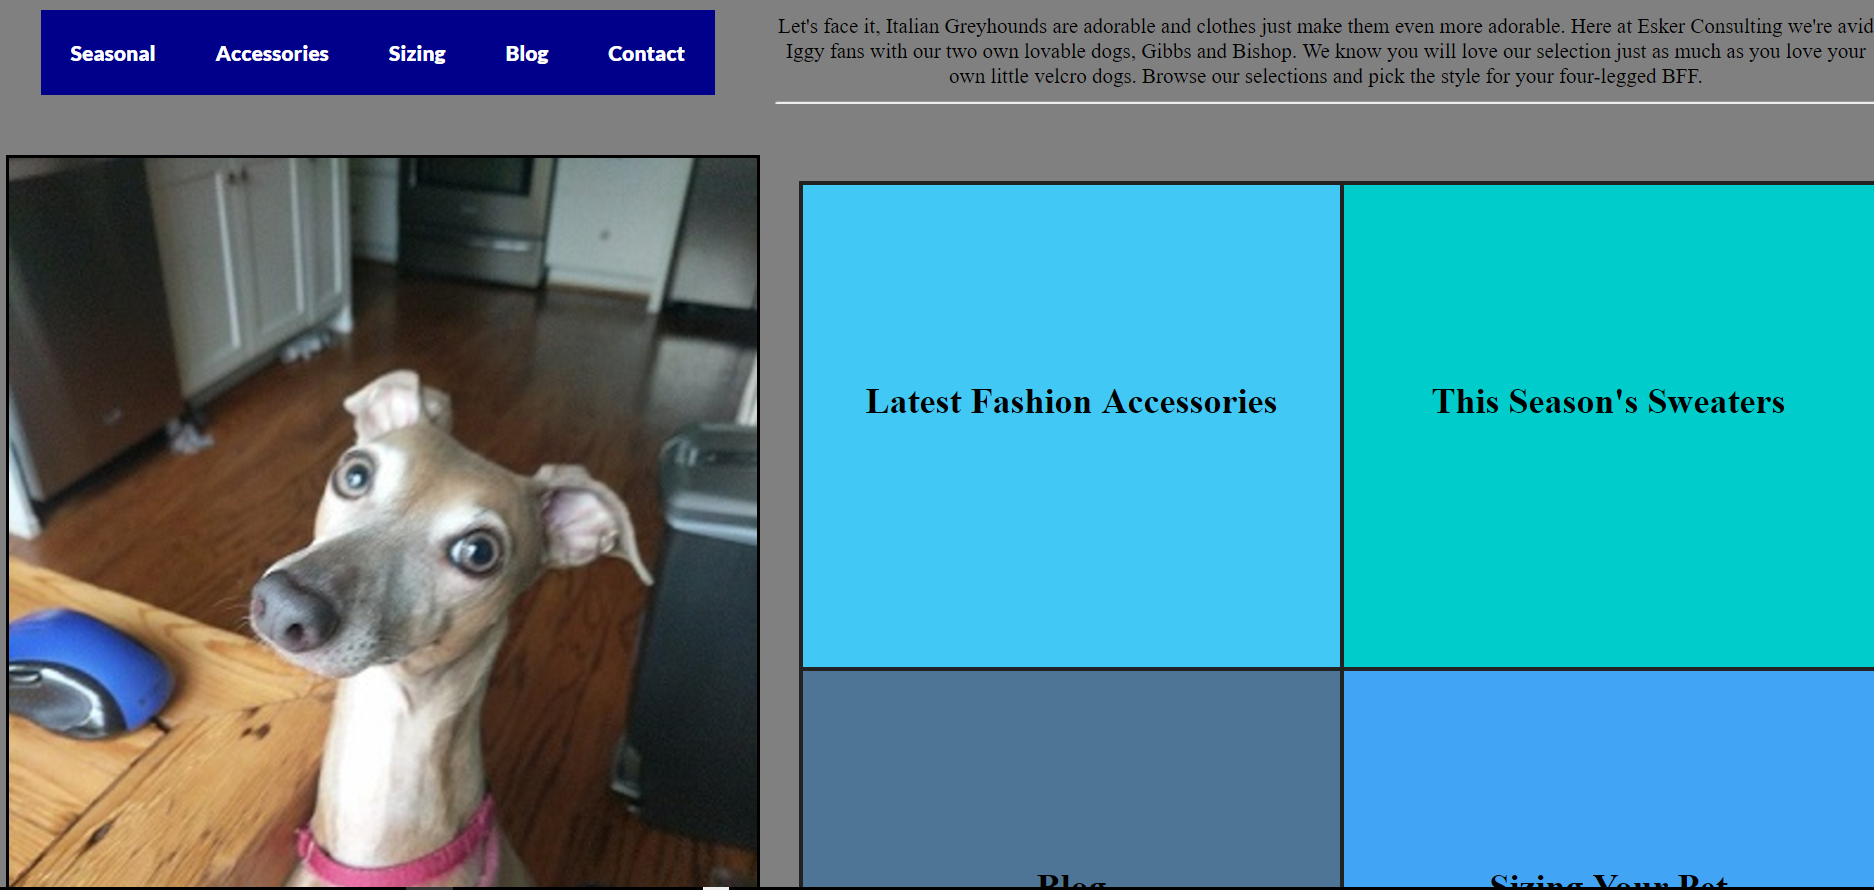 Seasonal Accessories Sizing Blog Contact
Let's face it, Italian Greyhounds are adorable and clothes just make them even more adorable. Here at Esker Consulting we're avid
Iggy fans with our two own lovable dogs, Gibbs and Bishop. We know you will love our selection just as much as you love your
own little velcro dogs. Browse our selections and pick the style for your four-legged BFF.
Latest Fashion Accessories
This Season's Sweaters
Blog
Sizing Your Pet